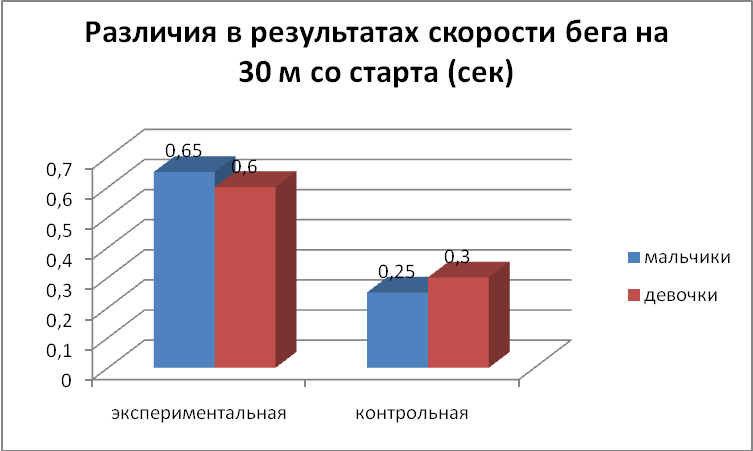 Различия в результатах скорости бега на
30 м со старта (сек)
0,7
0,6
0,5
0,4
0,3
0,2
0,1
0
0,65
0,6
0,25
0,3
экспериментальная
контрольная
мальчики
девочки